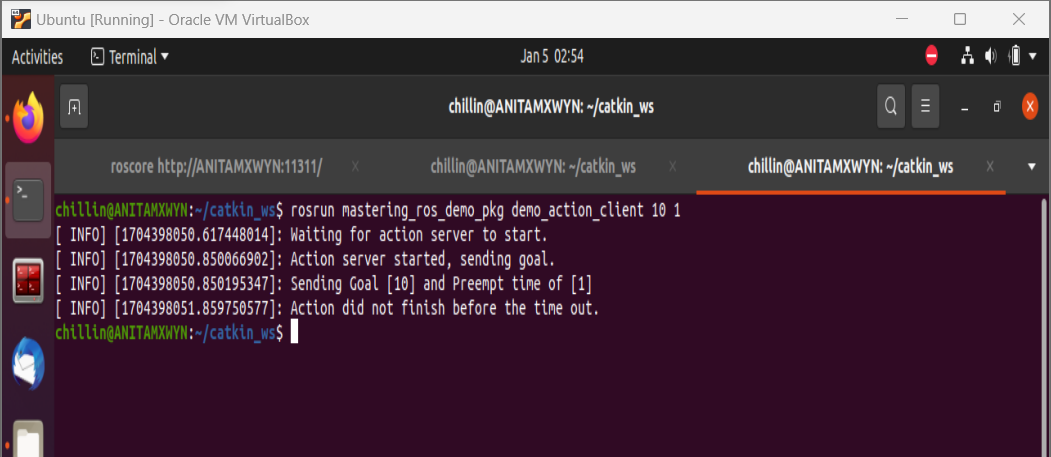 Ubuntu [Running] - Oracle VM VirtualBox
Activities Terminal Jan 5 02:54
chillin@ANITAMXWYN: ~/catkin_ws
roscore http://ANITAMXWYN:11311/ chillin@ANITAMXWYN: ~/catkin_ws chillin@ANITAMXWYN: ~/catkin_ws
chillin@ANITAMXWYN:~/catkin_ws$ rosrun mastering_ros_demo_pkg demo_action_client 10 1
[ INFO] [1704398050.617448014]: Waiting for action server to start.
[ INFO] [1704398050.850066902]: Action server started, sending goal.
[ INFO] [1704398050.850195347]: Sending Goal [10] and Preempt time of [1]
[ INFO] [1704398051.859750577]: Action did not finish before the time out.
chillin@ANITAMXWYN:~/catkin_ws$